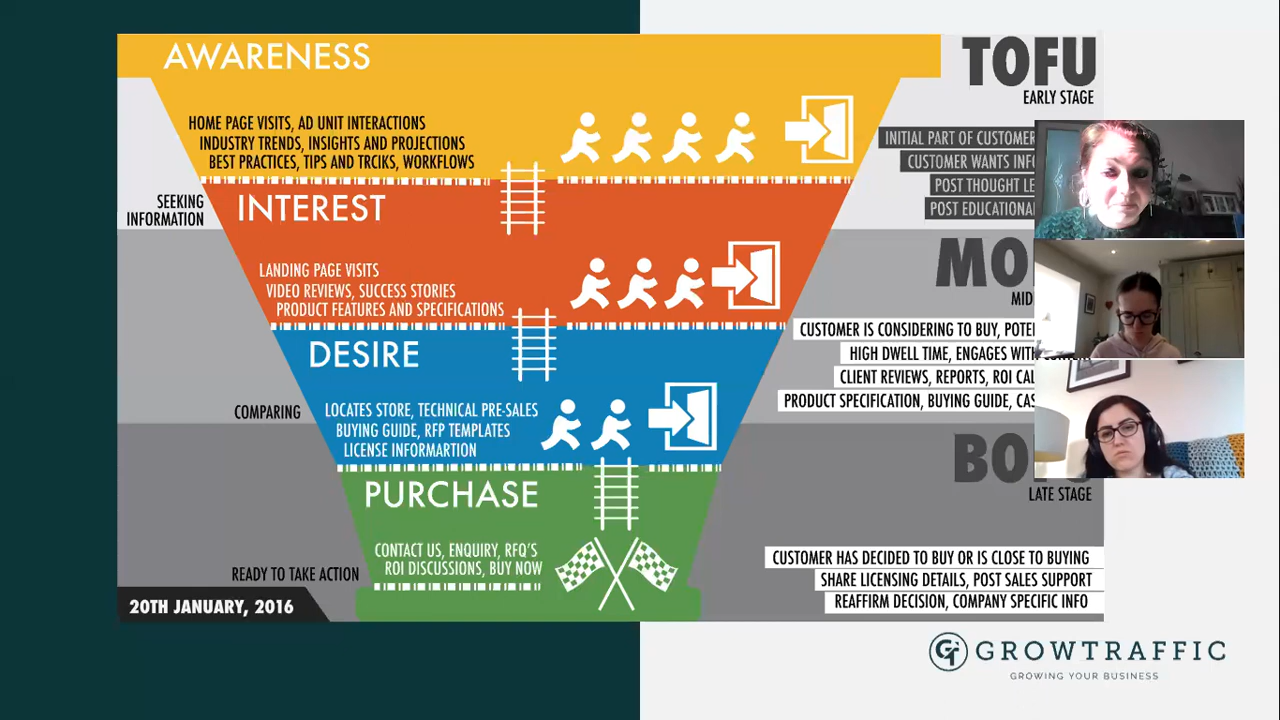 AWARENESS
HOME PAGE VISITS, AD UNIT INTERACTIONS
INDUSTRY TRENDS, INSIGHTS AND PROJECTIONS
BEST PRACTICES, TIPS AND TRCIKS, WORKFLOWS
TOFU
EARLY STAGE
INITIAL PART OF CUSTOMER
CUSTOMER WANTS
POST THOUGHT
POST EDUCATIONAL
SEEKING
INFORMATION
INTEREST
LANDING PAGE VISITS
VIDEO REVIEWS, SUCCESS STORIES
PRODUCT FEATURES AND SPECIFICATIONS
DESIRE
COMPARING
LOCATES STORE, TECHNICAL PRE-SALES
BUYING GUIDE, RFP TEMPLATES
LICENSE INFORMARTION
CUSTOMER IS CONSIDERING TO BUY,
HIGH DWELL TIME, ENGAGES WITH
CLIENT REVIEWS, REPORTS, ROI
PRODUCT SPECIFICATION, BUYING GUIDE,
LATE STAGE
PURCHASE
CONTACT US, ENQUIRY, RFQ'S
ROI DISCUSSIONS, BUY NOW
READY TO TAKE ACTION
CUSTOMER HAS DECIDED TO BUY OR IS CLOSE TO BUYING
SHARE LICENSING DETAILS, POST SALES SUPPORT
REAFFIRM DECISION, COMPANY SPECIFIC INFO
20TH JANUARY, 2016
GT GROWTRAFFIC
GROWING YOUR BUSINESS